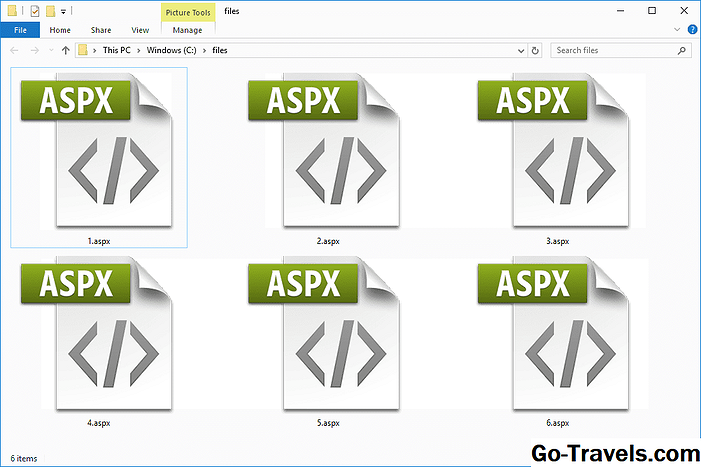 Picture Tools files
File Home Share View Manage
This PC Windows (C:) files Search files
ASPX ASPX ASPX
1.aspx 2.aspx 3.aspx
ASPX ASPX ASPX
4.aspx 5.aspx 6.aspx
6 items
Go-Travels.com